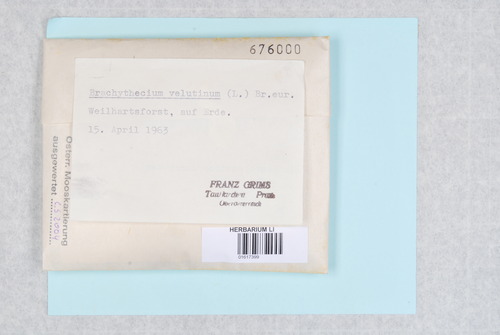 676000
Brachythecium velutinum (L.) Br.eur.
Weilhartsforst, auf Erde.
15. April 1963
FRANZ GRIMS
Taufkirchen Pram
HERBARIUM LI
Österr. Mooskartierung
ausgewertet